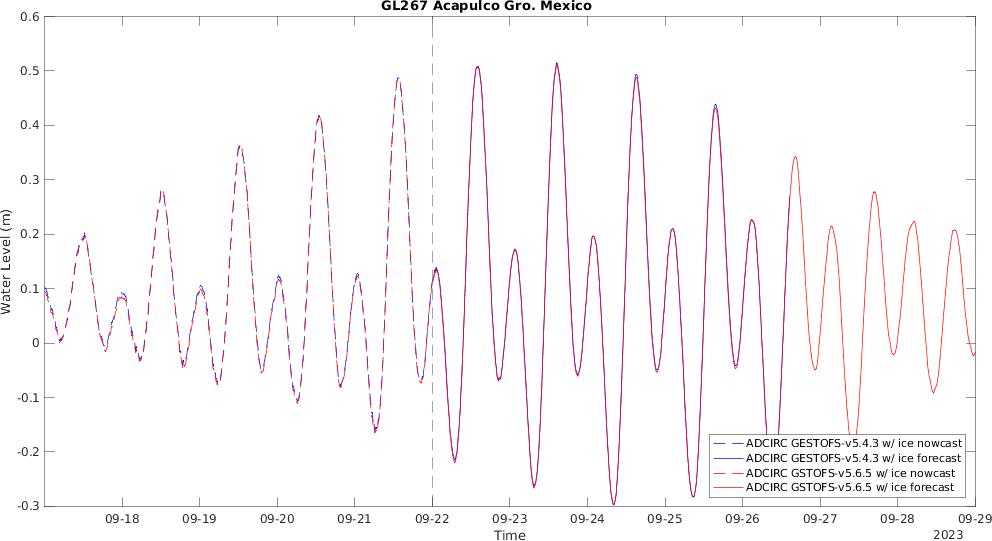 GL267 Acapulco Gro. Mexico
0.6
0.5
0.4
0.3
0.2
0.1
0
-0.1
-0.2
-0.3
Water Level (m)
ADCIRC GESTOFS-v5.4.3 w/ ice nowcast
ADCIRC GESTOFS-v5.4.3 w/ ice forecast
ADCIRC GSTOFS-v5.6.5 w/ ice nowcast
ADCIRC GSTOFS-v5.6.5 w/ ice forecast
09-18 09-19 09-20 09-21 09-22 09-23 09-24 09-25 09-26 09-27 09-28 09-29
Time
2023